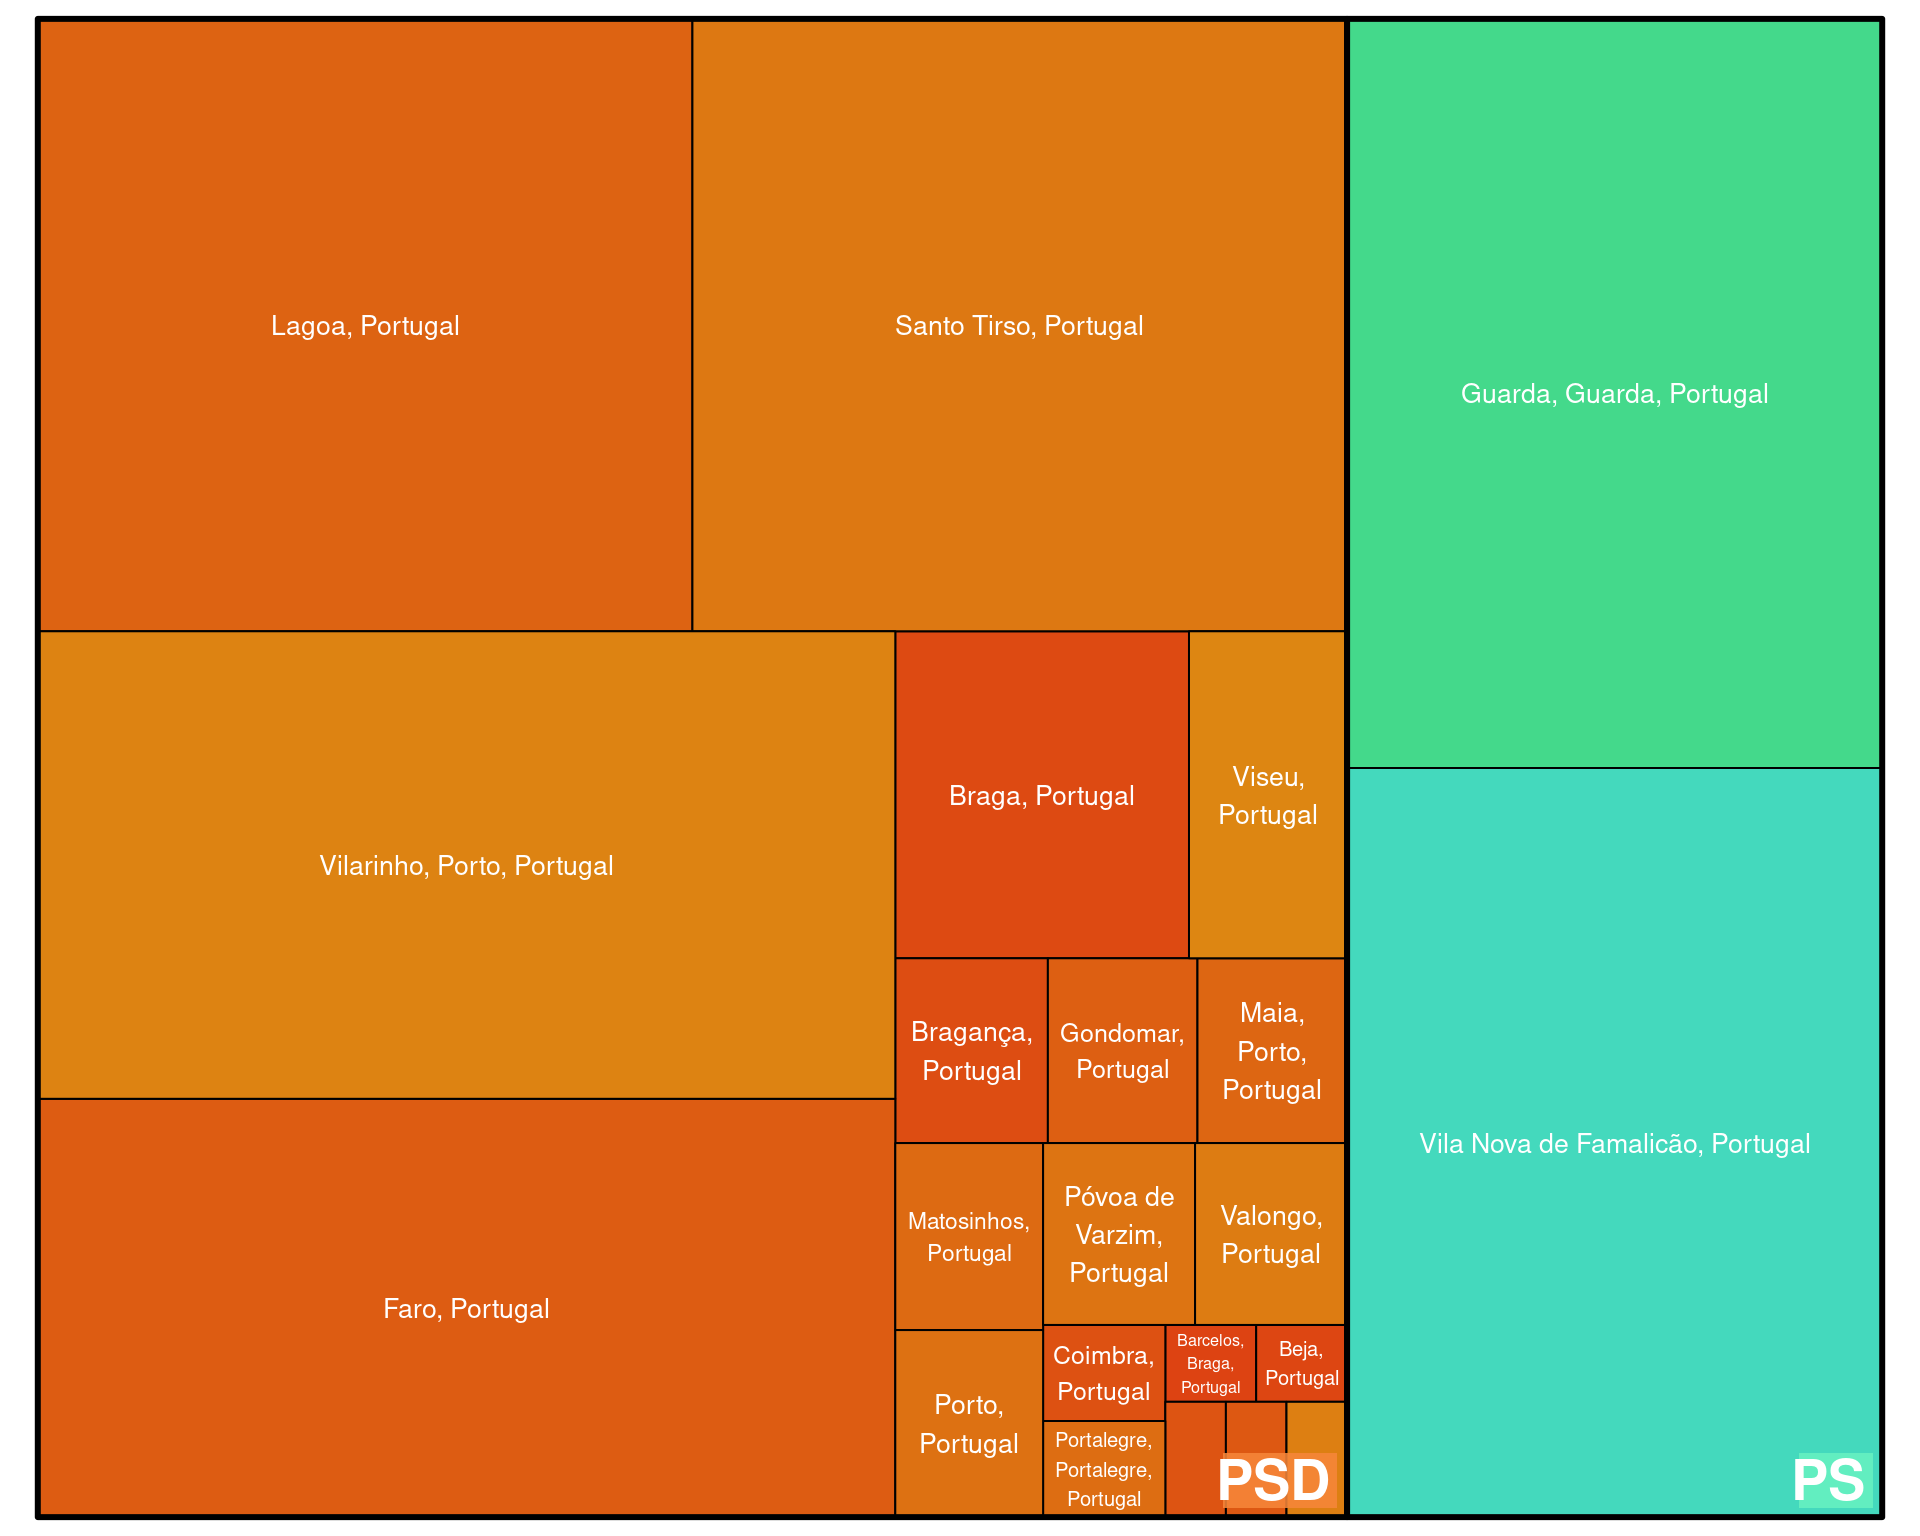 Lagoa, Portugal
Santo Tirso, Portugal
Guarda, Guarda, Portugal
Vilarinho, Porto, Portugal
Braga, Portugal
Viseu,
Portugal
Bragança,
Portugal
Gondomar,
Portugal
Maia,
Porto,
Portugal
Vila Nova de Famalicão, Portugal
Faro, Portugal
Matosinhos,
Portugal
Póvoa de
Varzim,
Portugal
Valongo,
Portugal
Porto,
Portugal
Coimbra,
Portugal
Barcelos,
Braga,
Portugal
Beja,
Portugal
Portalegre,
Portalegre,
Portugal
PSD
PS